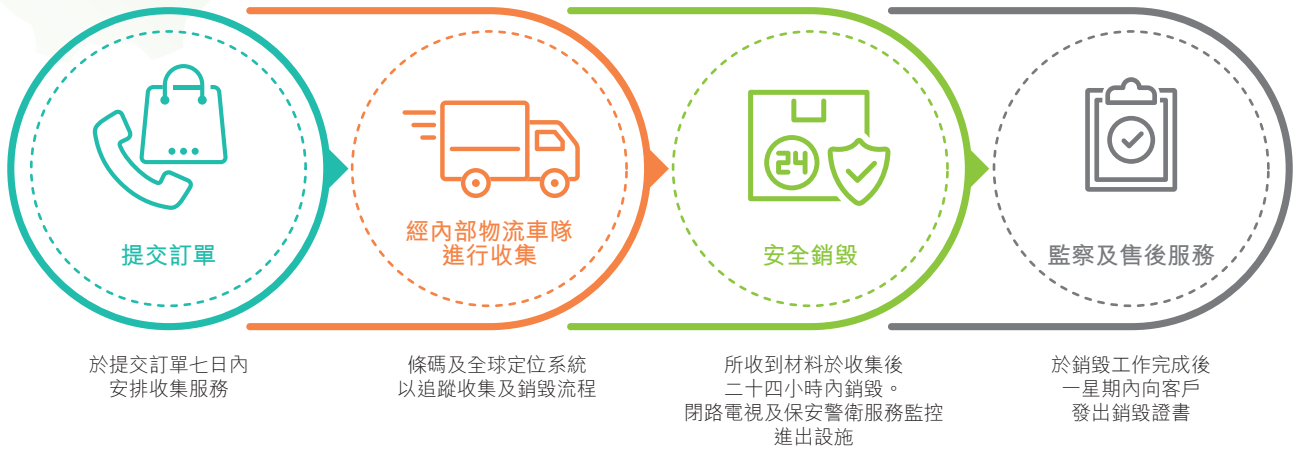 24
提交訂單
經內部物流車隊
進行收集
安全銷毀
監察及售後服務
於提交訂單七日內
安排收集服務
條碼及全球定位系統
以追蹤收集及銷毀流程
所收到材料於收集後
二十四小時內銷毀。
閉路電視及保安警衛服務監控
進出設施
於銷毀工作完成後
一星期內向客戶
發出銷毀證書